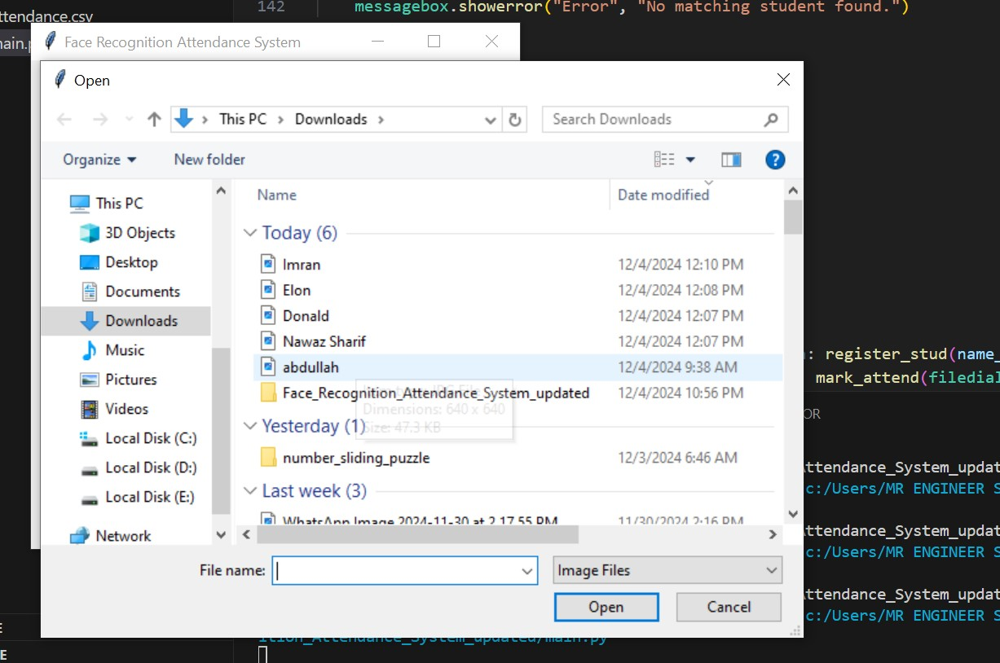 ttendance.csv
142 messagebox.showerror("Error", "No matching student found.")
main.p
Face Recognition Attendance System
Open
This PC > Downloads >
Search Downloads
Organize
New folder
?
This PC
3D Objects
Desktop
Documents
Downloads
Music
Pictures
Videos
Local Disk (C:)
Local Disk (D:)
Local Disk (E:)
Network
Name Date modified
Today (6)
Imran 12/4/2024 12:10 PM
Elon 12/4/2024 12:08 PM
Donald 12/4/2024 12:07 PM
Nawaz Sharif 12/4/2024 12:07 PM
abdullah 12/4/2024 9:38 AM
Face_Recognition_Attendance_System_updated 12/4/2024 10:56 PM
Dimensions: 640 x 640
Size: 47.3 KB
Yesterday (1)
number_sliding_puzzle 12/3/2024 6:46 AM
Last week (3)
WhatsApp Image 2024-11-30 at 2.17.55 PM 11/30/2024 2:16 PM
File name:
Image Files
Open
Cancel
: register_stud(name_
mark_attend(filedial
OR
Attendance_System_updat
c:/Users/MR ENGINEER S
Attendance_System_updat
c:/Users/MR ENGINEER S
Attendance_System_updat
c:/Users/MR ENGINEER S
ition_Attendance_System_updated/main.py
E
E